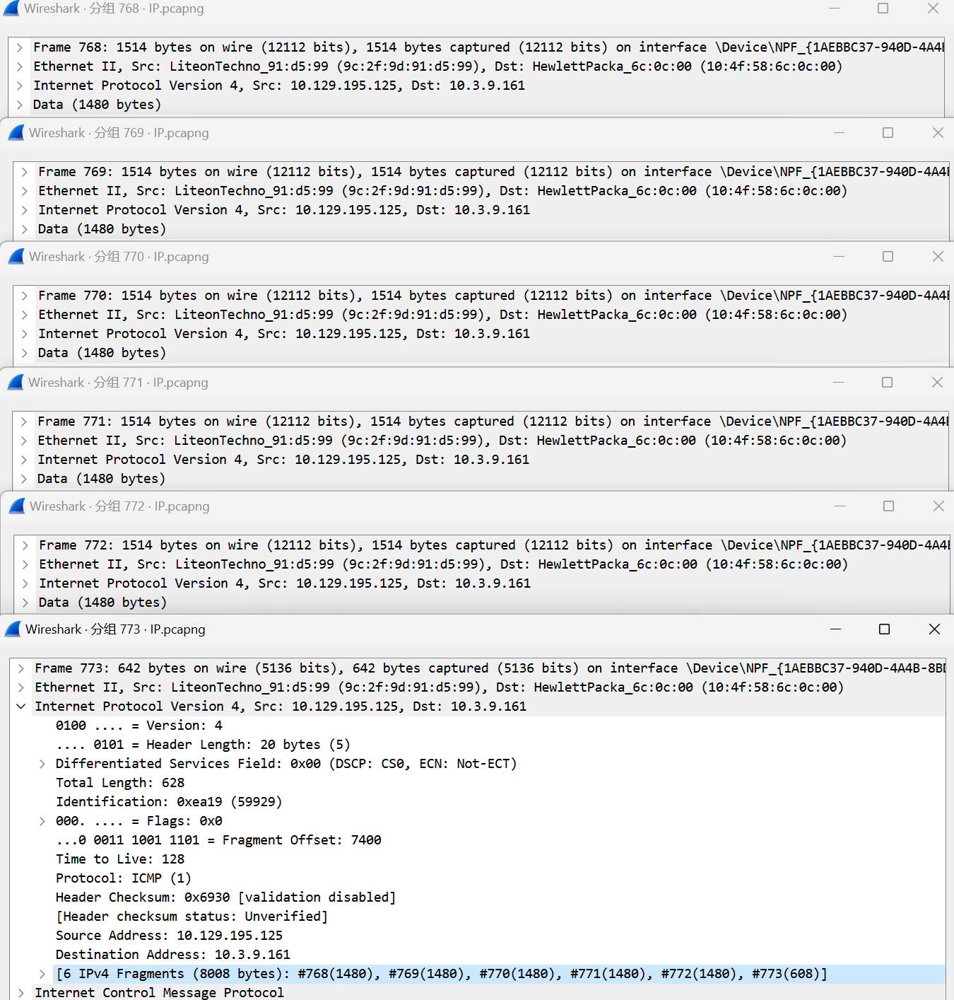 Wireshark · 分组 768 · IP.pcapng
Frame 768: 1514 bytes on wire (12112 bits), 1514 bytes captured (12112 bits) on interface \Device\NPF_{1AEBBC37-940D-4A4
Ethernet II, Src: LiteonTechno_91:d5:99 (9c:2f:9d:91:d5:99), Dst: HewlettPacka_6c:0c:00 (10:4f:58:6c:0c:00)
Internet Protocol Version 4, Src: 10.129.195.125, Dst: 10.3.9.161
Data (1480 bytes)
Wireshark · 分组 769 · IP.pcapng
Frame 769: 1514 bytes on wire (12112 bits), 1514 bytes captured (12112 bits) on interface \Device\NPF_{1AEBBC37-940D-4A4
Ethernet II, Src: LiteonTechno_91:d5:99 (9c:2f:9d:91:d5:99), Dst: HewlettPacka_6c:0c:00 (10:4f:58:6c:0c:00)
Internet Protocol Version 4, Src: 10.129.195.125, Dst: 10.3.9.161
Data (1480 bytes)
Wireshark · 分组 770 · IP.pcapng
Frame 770: 1514 bytes on wire (12112 bits), 1514 bytes captured (12112 bits) on interface \Device\NPF_{1AEBBC37-940D-4A4
Ethernet II, Src: LiteonTechno_91:d5:99 (9c:2f:9d:91:d5:99), Dst: HewlettPacka_6c:0c:00 (10:4f:58:6c:0c:00)
Internet Protocol Version 4, Src: 10.129.195.125, Dst: 10.3.9.161
Data (1480 bytes)
Wireshark · 分组 771 · IP.pcapng
Frame 771: 1514 bytes on wire (12112 bits), 1514 bytes captured (12112 bits) on interface \Device\NPF_{1AEBBC37-940D-4A4
Ethernet II, Src: LiteonTechno_91:d5:99 (9c:2f:9d:91:d5:99), Dst: HewlettPacka_6c:0c:00 (10:4f:58:6c:0c:00)
Internet Protocol Version 4, Src: 10.129.195.125, Dst: 10.3.9.161
Data (1480 bytes)
Wireshark · 分组 772 · IP.pcapng
Frame 772: 1514 bytes on wire (12112 bits), 1514 bytes captured (12112 bits) on interface \Device\NPF_{1AEBBC37-940D-4A4
Ethernet II, Src: LiteonTechno_91:d5:99 (9c:2f:9d:91:d5:99), Dst: HewlettPacka_6c:0c:00 (10:4f:58:6c:0c:00)
Internet Protocol Version 4, Src: 10.129.195.125, Dst: 10.3.9.161
Data (1480 bytes)
Wireshark · 分组 773 · IP.pcapng
Frame 773: 642 bytes on wire (5136 bits), 642 bytes captured (5136 bits) on interface \Device\NPF_{1AEBBC37-940D-4A4B-8B
Ethernet II, Src: LiteonTechno_91:d5:99 (9c:2f:9d:91:d5:99), Dst: HewlettPacka_6c:0c:00 (10:4f:58:6c:0c:00)
Internet Protocol Version 4, Src: 10.129.195.125, Dst: 10.3.9.161
0100 .... = Version: 4
.... 0101 = Header Length: 20 bytes (5)
Differentiated Services Field: 0x00 (DSCP: CS0, ECN: Not-ECT)
Total Length: 628
Identification: 0xea19 (59929)
000. .... = Flags: 0x0
...0 0011 1001 1101 = Fragment Offset: 7400
Time to Live: 128
Protocol: ICMP (1)
Header Checksum: 0x6930 [validation disabled]
[Header checksum status: Unverified]
Source Address: 10.129.195.125
Destination Address: 10.3.9.161
[6 IPv4 Fragments (8008 bytes): #768(1480), #769(1480), #770(1480), #771(1480), #772(1480), #773(608)]
Internet Control Message Protocol